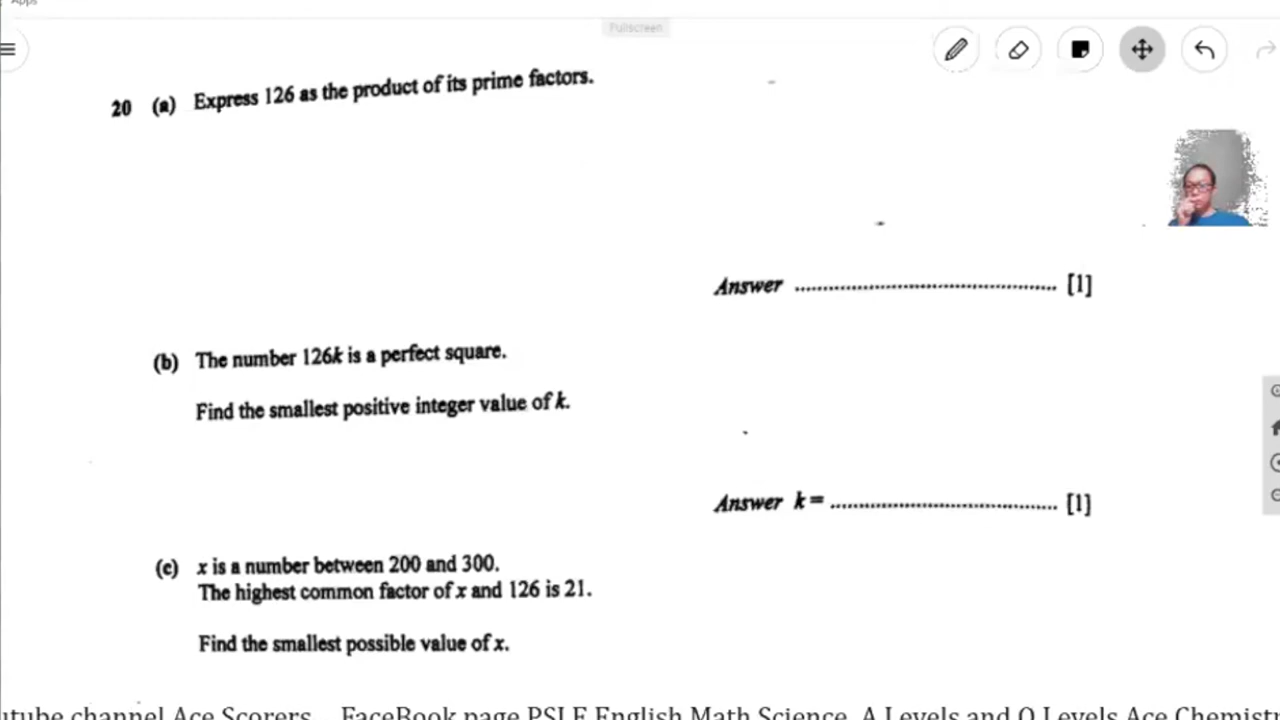 Apps
Fullscreen
20 (a) Express 126 as the product of its prime factors.
Answer ............................................... [1]
(b) The number 126k is a perfect square.
Find the smallest positive integer value of k.
Answer k = ........................................ [1]
(c) x is a number between 200 and 300.
The highest common factor of x and 126 is 21.
Find the smallest possible value of x.
utube channel Ace Scorers FaceBook page PSLE English Math Science A Levels and O Levels Ace Chemistry